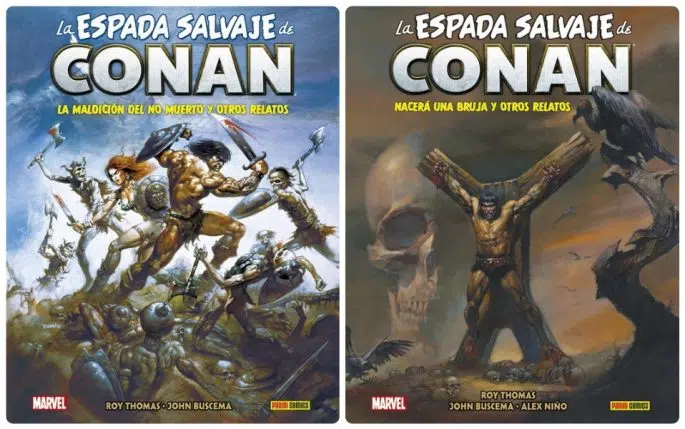 La ESPADA SALVAJE de
CONAN
LA MALDICIÓN DEL NO MUERTO Y OTROS RELATOS
MARVEL
ROY THOMAS · JOHN BUSCEMA
PANINI COMICS
La ESPADA SALVAJE de
CONAN
NACERÁ UNA BRUJA Y OTROS RELATOS
MARVEL
ROY THOMAS
JOHN BUSCEMA · ALEX NIÑO
PANINI COMICS